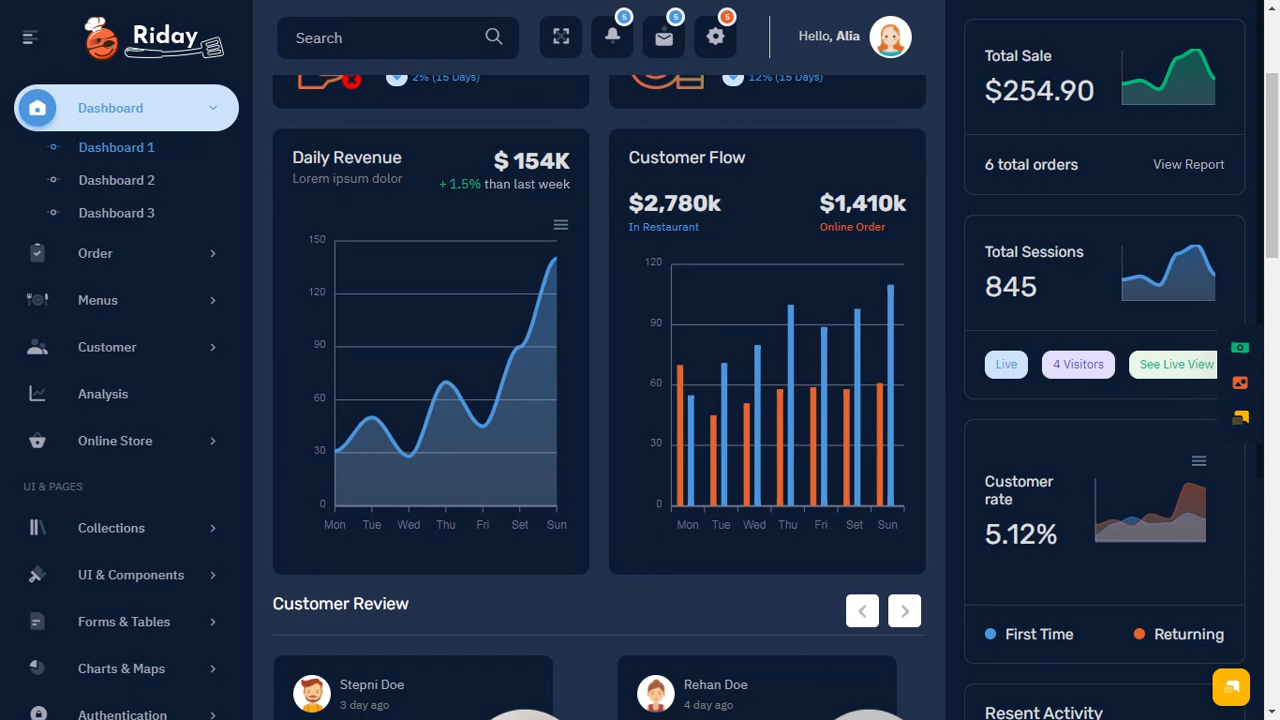 Riday
Search
5
5
5
Hello, Alia
Dashboard
Dashboard 1
Dashboard 2
Dashboard 3
Order
Menus
Customer
Analysis
Online Store
UI & PAGES
Collections
UI & Components
Forms & Tables
Charts & Maps
Authentication
2% (15 Days)
12% (15 Days)
Daily Revenue
$ 154K
Lorem ipsum dolor
+ 1.5% than last week
150
120
90
60
30
0
Mon Tue Wed Thu Fri Set Sun
Customer Flow
$2,780k
$1,410k
In Restaurant
Online Order
120
90
60
30
0
Mon Tue Wed Thu Fri Set Sun
Customer Review
Stepni Doe
3 day ago
Rehan Doe
4 day ago
Total Sale
$254.90
6 total orders
View Report
Total Sessions
845
Live
4 Visitors
See Live View
Customer
rate
5.12%
First Time
Returning
Resent Activity